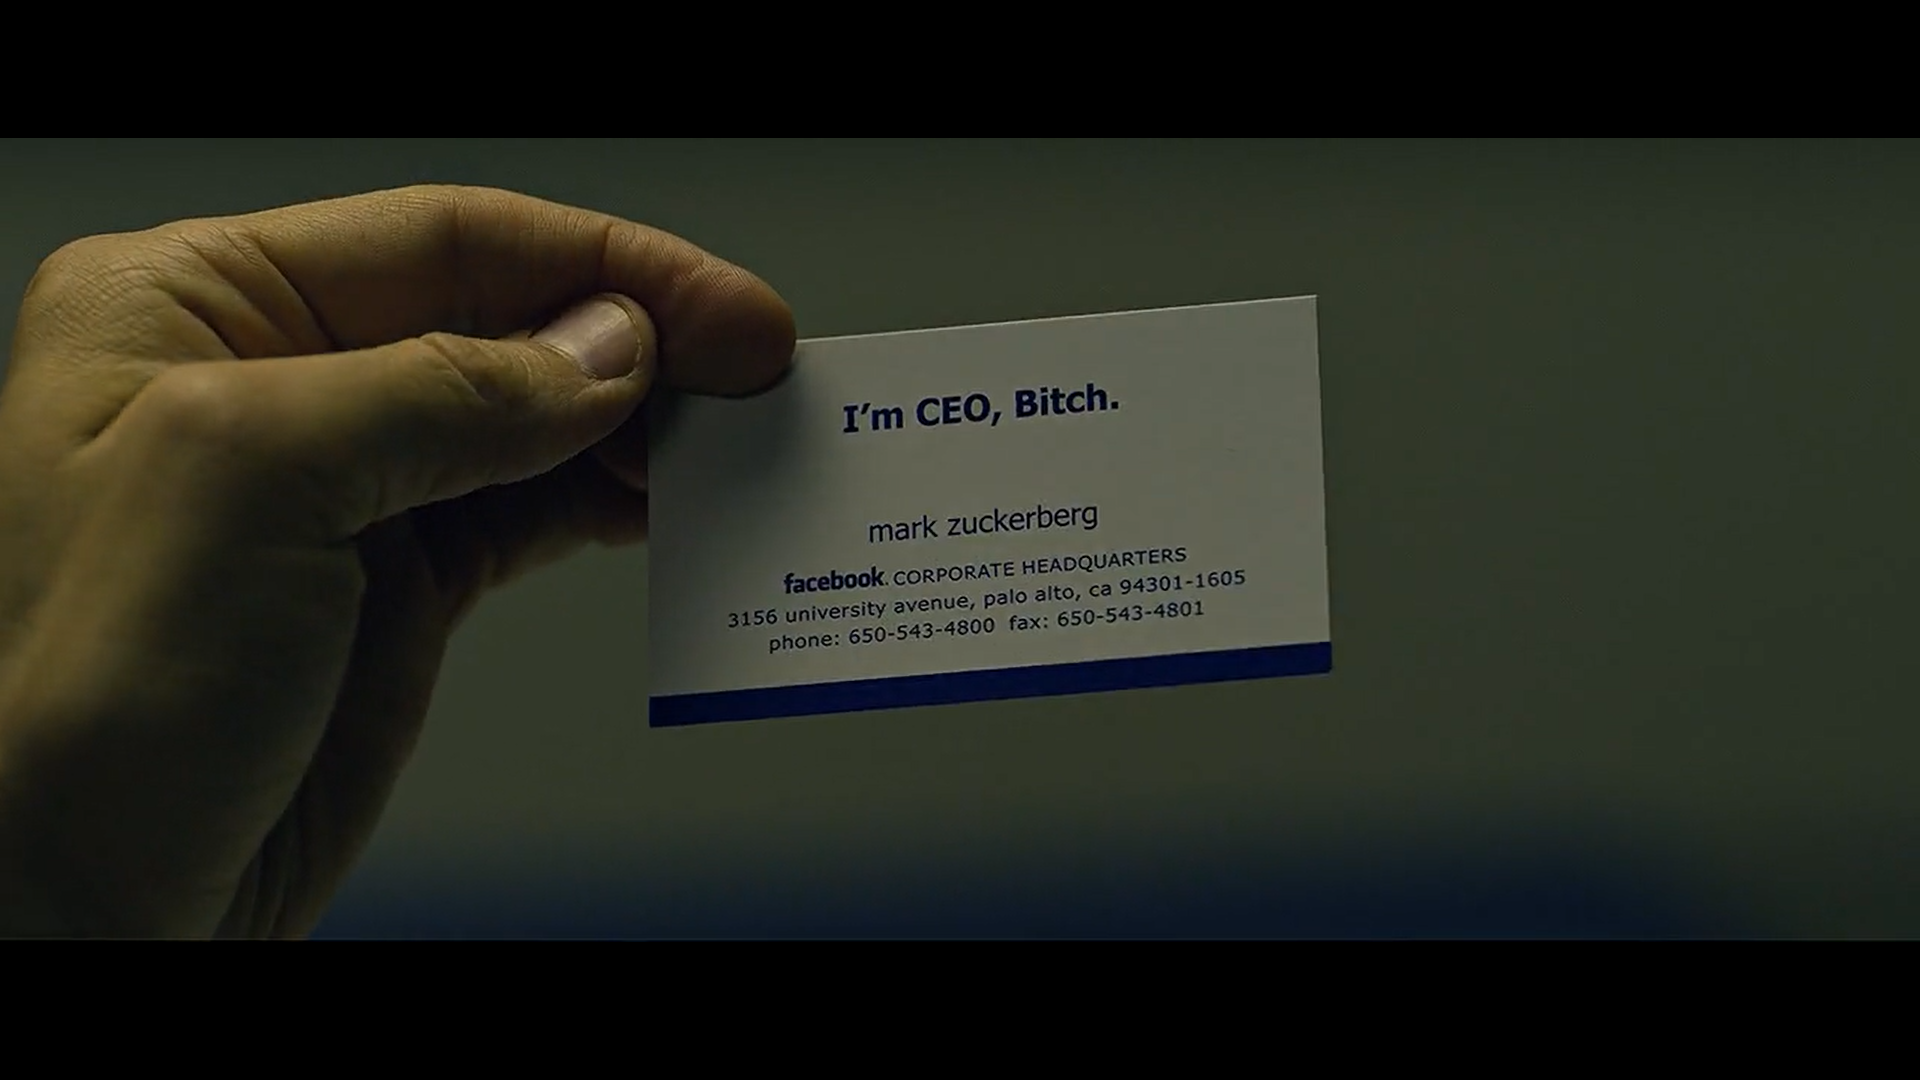 I'm CEO, Bitch.
mark zuckerberg
facebook. CORPORATE HEADQUARTERS
3156 university avenue, palo alto, ca 94301-1605
phone: 650-543-4800 fax: 650-543-4801